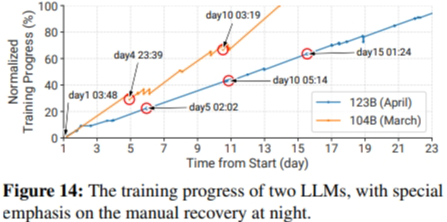 100
day10 03:19
80
day4 23:39
60
day15 01:24
40
day1 03:48
day10 05:14
20
day5 02:02
123B (April)
104B (March)
0
1 3 5 7 9 11 13 15 17 19 21 23
Time from Start (day)
Normalized
Training Progress (%)
Figure 14: The training progress of two LLMs, with special
emphasis on the manual recovery at night.